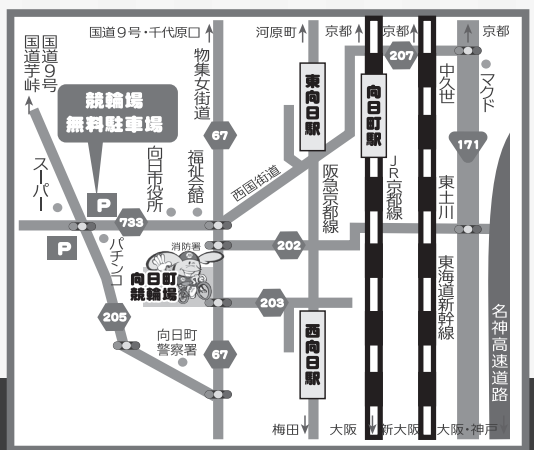 国道9号・千代原口
河原町
京都
京都
京都
国道9号
国道芋峠
物集女街道
207
中久世
マクド
競輪場
無料駐車場
東向日駅
向日町駅
67
171
スーパー
向日市役所
福祉会館
西国街道
阪急京都線
JR京都線
東土川
P
733
P
パチンコ
消防署
202
向日町
競輪場
203
東海道新幹線
名神高速道路
205
向日町
警察署
67
西向日駅
梅田
大阪
新大阪
大阪・神戸